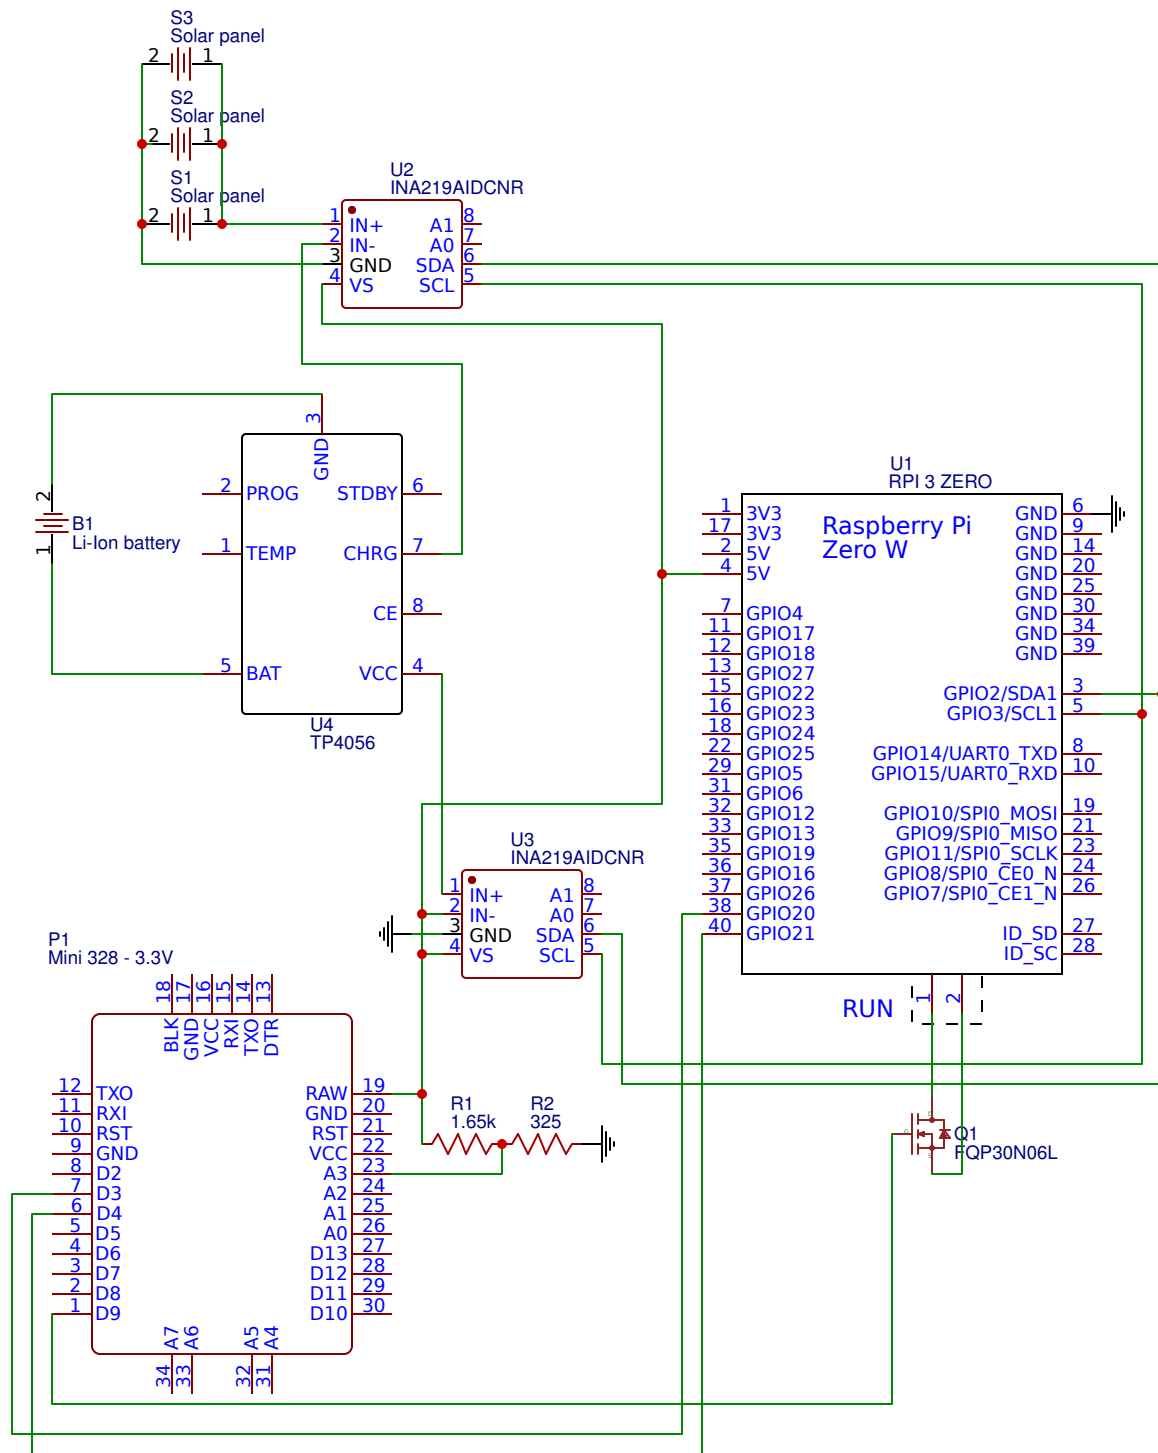 S3
Solar panel
2 1
S2
Solar panel
2 1
S1
Solar panel
2 1
U2
INA219AIDCNR
1 IN+ A1 8
2 IN- A0 7
3 GND SDA 6
4 VS SCL 5
3
GND
2 PROG STDBY 6
1 TEMP CHRG 7
CE 8
5 BAT VCC 4
U4
TP4056
2
B1
Li-Ion battery
1
U1
RPI 3 ZERO
Raspberry Pi
Zero W
1 3V3 GND 6
17 3V3 GND 9
2 5V GND 14
4 5V GND 20
GND 25
7 GPIO4 GND 30
11 GPIO17 GND 34
12 GPIO18 GND 39
13 GPIO27
15 GPIO22 GPIO2/SDA1 3
16 GPIO23 GPIO3/SCL1 5
18 GPIO24
22 GPIO25 GPIO14/UART0_TXD 8
29 GPIO5 GPIO15/UART0_RXD 10
31 GPIO6
32 GPIO12 GPIO10/SPI0_MOSI 19
33 GPIO13 GPIO9/SPI0_MISO 21
35 GPIO19 GPIO11/SPI0_SCLK 23
36 GPIO16 GPIO8/SPI0_CE0_N 24
37 GPIO26 GPIO7/SPI0_CE1_N 26
38 GPIO20
40 GPIO21 ID_SD 27
ID_SC 28
RUN 1 2
U3
INA219AIDCNR
1 IN+ A1 8
2 IN- A0 7
3 GND SDA 6
4 VS SCL 5
P1
Mini 328 - 3.3V
18 17 16 15 14 13
BLK GND VCC RXI TXO DTR
12 TXO RAW 19
11 RXI GND 20
10 RST RST 21
9 GND VCC 22
8 D2 A3 23
7 D3 A2 24
6 D4 A1 25
5 D5 A0 26
4 D6 D13 27
3 D7 D12 28
2 D8 D11 29
1 D9 D10 30
A7 A6 A5 A4
34 33 32 31
R1
1.65k
R2
325
D
G
S
Q1
FQP30N06L